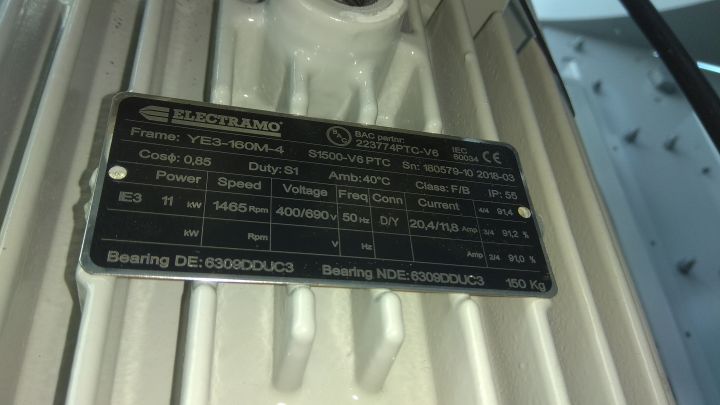 ELECTRAMO
BAC partnr:
223774PTC-V6
IEC
60034
CE
Frame: YE3-160M-4
S1500-V6 PTC
Sn: 180579-10 2018-03
Cosϕ: 0,85
Duty: S1
Amb: 40°C
Class: F/B
IP: 55
Power Speed Voltage Freq Conn Current 4/4 91,4
IE3 11 kW 1465 Rpm 400/690 V 50 Hz D/Y 20,4/11,8 Amp 3/4 91,2 %
kW Rpm V Hz Amp 2/4 91,0 %
Bearing DE: 6309DDUC3
Bearing NDE: 6309DDUC3
150 Kg